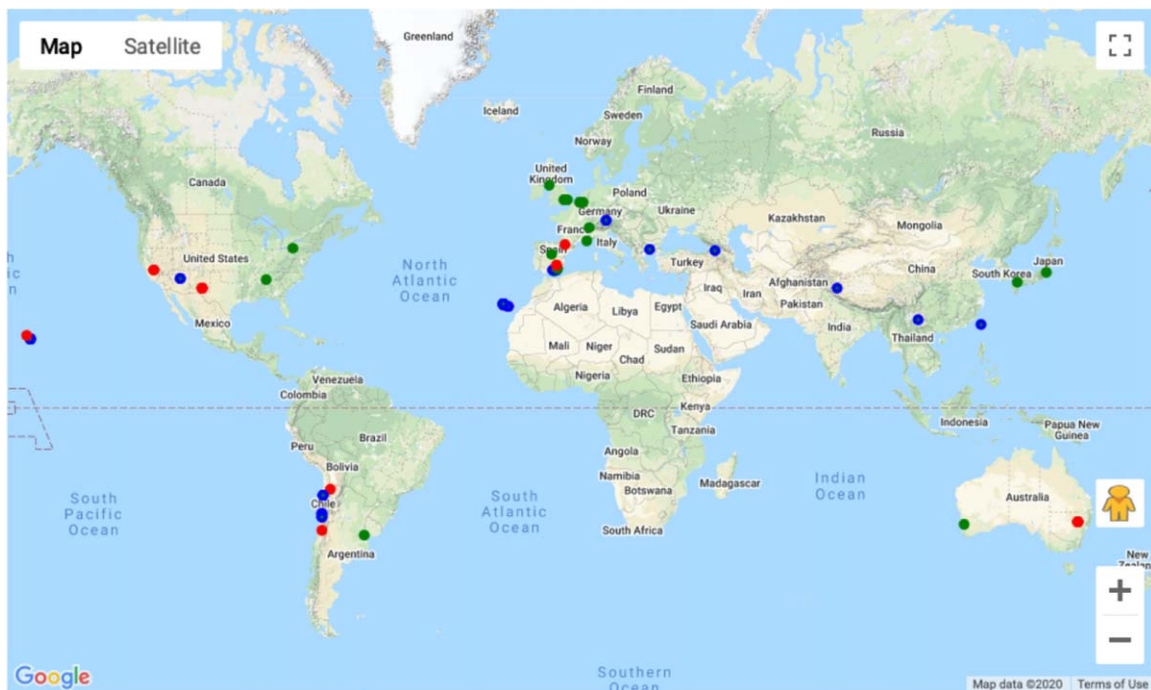 Map Satellite
Greenland
Iceland
Finland
Sweden
Norway
Russia
Canada
United
Kingdom
Poland
Germany
Ukraine
Kazakhstan
Mongolia
France
Italy
Spain
United States
North
Atlantic
Ocean
Turkey
China
Japan
South Korea
Afghanistan
Iraq
Iran
Pakistan
Algeria
Libya
Egypt
Saudi Arabia
India
Mexico
Mali
Niger
Chad
Sudan
Thailand
Nigeria
Ethiopia
Venezuela
Colombia
Kenya
DRC
Tanzania
Indonesia
Papua New
Guinea
Peru
Brazil
Angola
Bolivia
Namibia
Botswana
Madagascar
Indian
Ocean
South
Pacific
Ocean
Chile
South
Atlantic
Ocean
South Africa
Australia
Argentina
New
Southern
Ocean
Google
Map data ©2020 Terms of Use